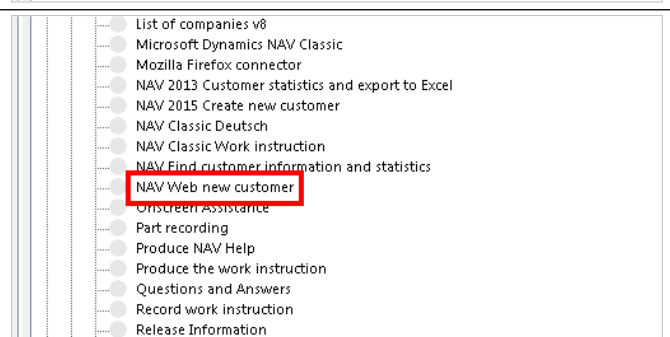 List of companies v8
Microsoft Dynamics NAV Classic
Mozilla Firefox connector
NAV 2013 Customer statistics and export to Excel
NAV 2015 Create new customer
NAV Classic Deutsch
NAV Classic Work instruction
NAV Find customer information and statistics
NAV Web new customer
Onscreen Assistance
Part recording
Produce NAV Help
Produce the work instruction
Questions and Answers
Record work instruction
Release Information